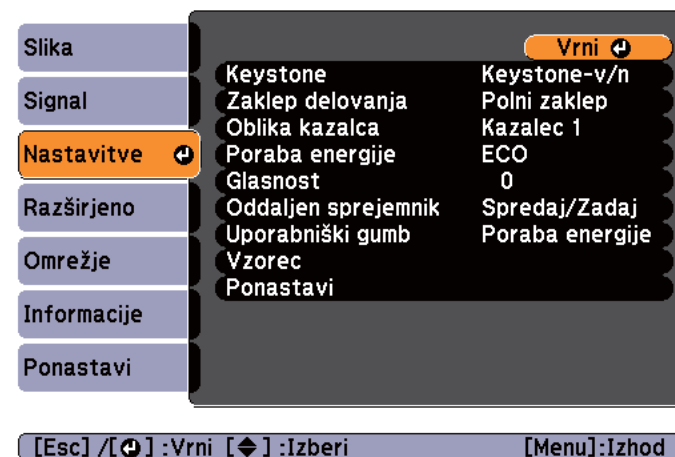 Slika
Signal
Nastavitve
Razširjeno
Omrežje
Informacije
Ponastavi
Vrni
Keystone Keystone-v/n
Zaklep delovanja Polni zaklep
Oblika kazalca Kazalec 1
Poraba energije ECO
Glasnost 0
Oddaljen sprejemnik Spredaj/Zadaj
Uporabniški gumb Poraba energije
Vzorec
Ponastavi
[Esc] /[⏎] :Vrni [◆] :Izberi [Menu]:Izhod